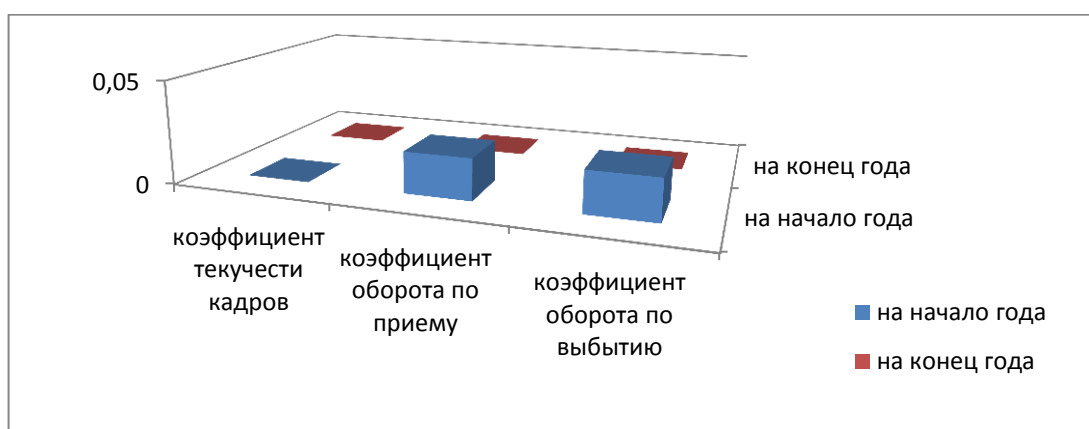 0,05
0
на конец года
на начало года
коэффициент
текучести
кадров
коэффициент
оборота по
приему
коэффициент
оборота по
выбытию
на начало года
на конец года